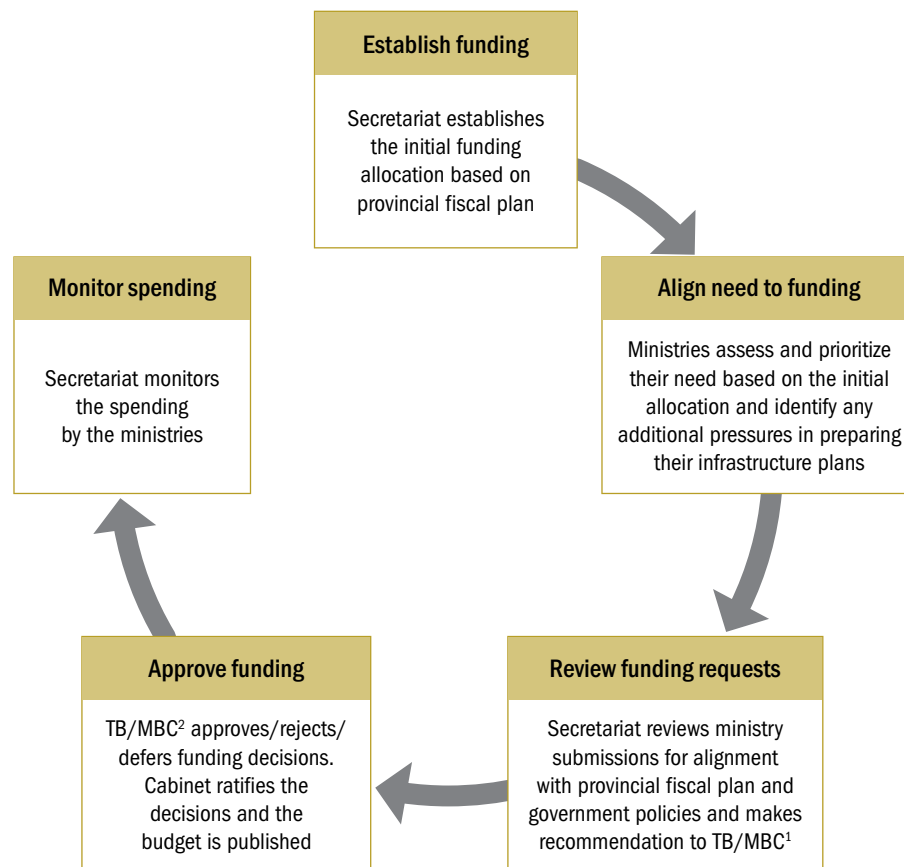 Establish funding
Secretariat establishes
the initial funding
allocation based on
provincial fiscal plan
Align need to funding
Ministries assess and prioritize
their need based on the initial
allocation and identify any
additional pressures in preparing
their infrastructure plans
Review funding requests
Secretariat reviews ministry
submissions for alignment
with provincial fiscal plan and
government policies and makes
recommendation to TB/MBC¹
Approve funding
TB/MBC² approves/rejects/
defers funding decisions.
Cabinet ratifies the
decisions and the
budget is published
Monitor spending
Secretariat monitors
the spending
by the ministries